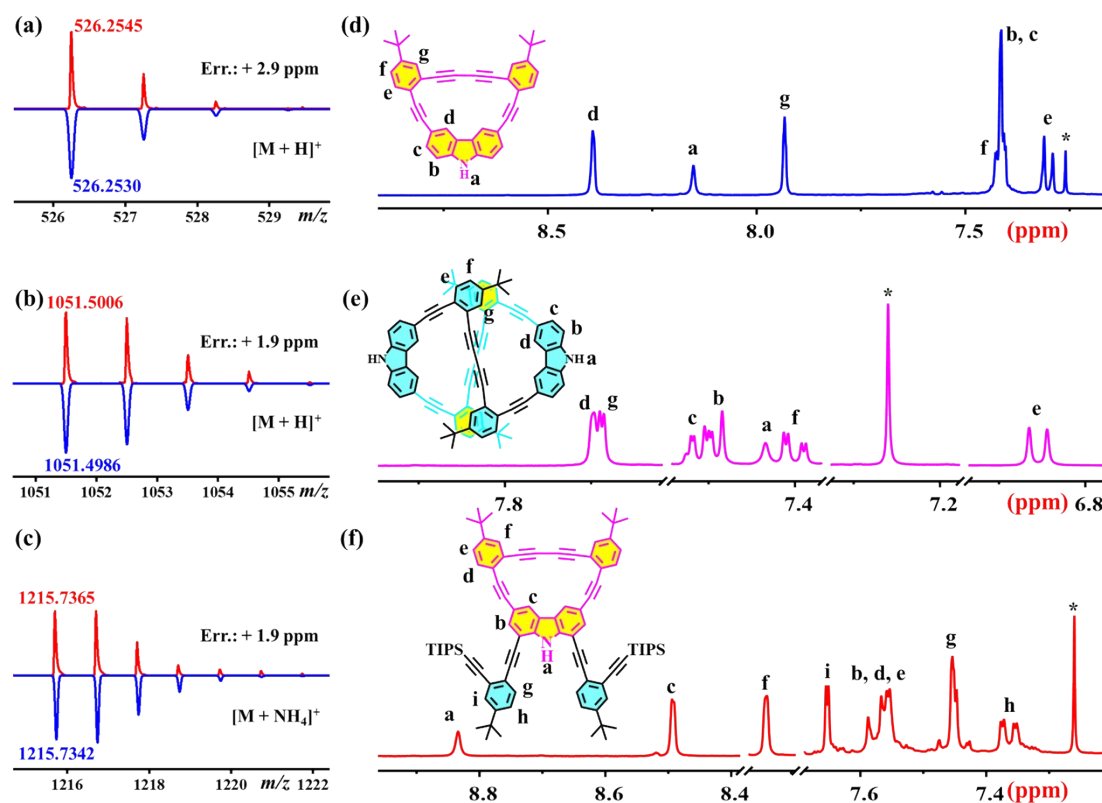 (a)
526.2545
Err.: + 2.9 ppm
[M + H]+
526.2530
526 527 528 529 m/z
(d)
g
f
e
d
c
b
N
H
a
d
a
g
b, c
f
e
*
8.5 8.0 7.5 (ppm)
(b)
1051.5006
Err.: + 1.9 ppm
[M + H]+
1051.4986
1051 1052 1053 1054 1055 m/z
(e)
e
f
g
c
b
d
HN
NH
a
d
g
c
b
a
f
*
e
7.8 7.4 7.2 (ppm) 6.8
(c)
1215.7365
Err.: + 1.9 ppm
[M + NH4]+
1215.7342
1216 1218 1220 1222 m/z
(f)
f
e
d
c
b
N
H
a
TIPS
TIPS
g
i
h
a
c
f
i
b, d, e
g
h
*
8.8 8.6 8.4 7.6 7.4 (ppm)